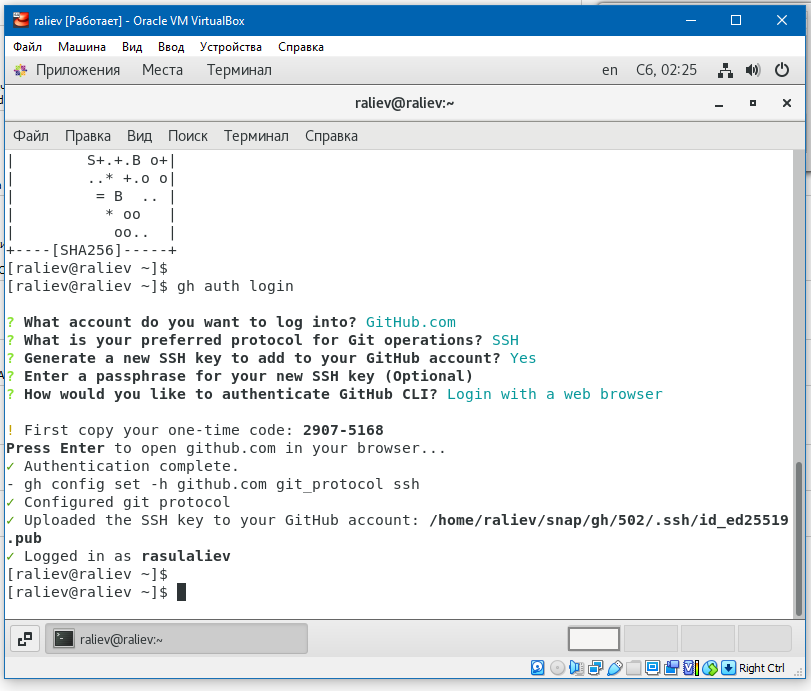 raliev [Работает] - Oracle VM VirtualBox
Файл Машина Вид Ввод Устройства Справка
Приложения Места Терминал en Сб, 02:25
raliev@raliev:~
Файл Правка Вид Поиск Терминал Справка
|        S+.+.B o+|
|        ..* +.o o|
|         = B  .. |
|          * oo   |
|           oo..  |
+----[SHA256]-----+
[raliev@raliev ~]$
[raliev@raliev ~]$ gh auth login
? What account do you want to log into? GitHub.com
? What is your preferred protocol for Git operations? SSH
? Generate a new SSH key to add to your GitHub account? Yes
? Enter a passphrase for your new SSH key (Optional)
? How would you like to authenticate GitHub CLI? Login with a web browser
! First copy your one-time code: 2907-5168
Press Enter to open github.com in your browser...
✓ Authentication complete.
- gh config set -h github.com git_protocol ssh
✓ Configured git protocol
✓ Uploaded the SSH key to your GitHub account: /home/raliev/snap/gh/502/.ssh/id_ed25519
.pub
✓ Logged in as rasulaliev
[raliev@raliev ~]$
[raliev@raliev ~]$
raliev@raliev:~
Right Ctrl